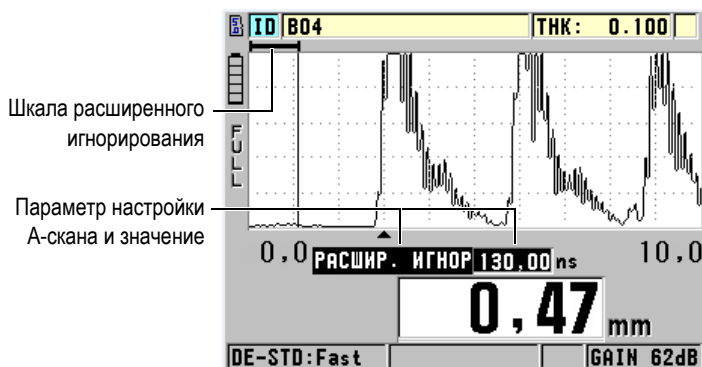 SD ID B04 THK: 0.100
Шкала расширенного
игнорирования
FULL
Параметр настройки
А-скана и значение
0,0 РАСШИР. ИГНОР 130,00 ns 10,0
0,47 mm
DE-STD:Fast GAIN 62dB